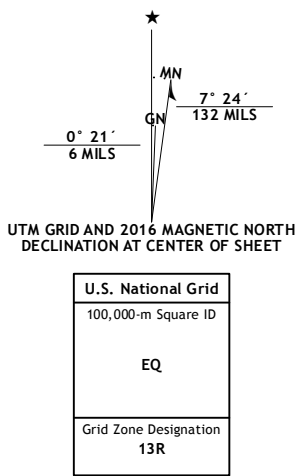 ★
MN
7° 24´
132 MILS
GN
0° 21´
6 MILS
UTM GRID AND 2016 MAGNETIC NORTH
DECLINATION AT CENTER OF SHEET
U.S. National Grid
100,000-m Square ID
EQ
Grid Zone Designation
13R